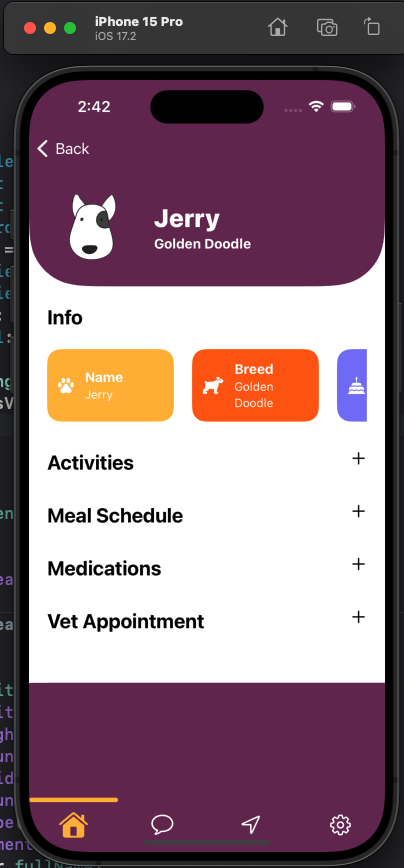 iPhone 15 Pro
iOS 17.2
2:42
Back
Jerry
Golden Doodle
Info
Name
Jerry
Breed
Golden
Doodle
Activities
Meal Schedule
Medications
Vet Appointment